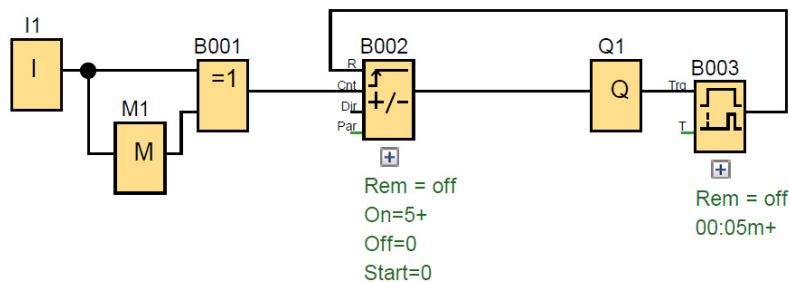 I1
I
M1
M
B001
=1
B002
R
Cnt
Dir
Par
+/-
Rem = off
On=5+
Off=0
Start=0
Q1
Q
B003
Trg
T
Rem = off
00:05m+